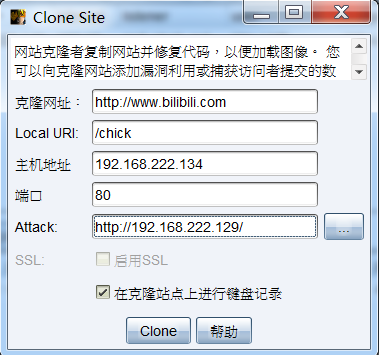 Clone Site
网站克隆者复制网站并修复代码，以便加载图像。 您
可以向克隆网站添加漏洞利用或捕获访问者提交的数
克隆网址： http://www.bilibili.com
Local URI: /chick
主机地址 192.168.222.134
端口 80
Attack: http://192.168.222.129/ ...
SSL: 启用SSL
在克隆站点上进行键盘记录
Clone 帮助